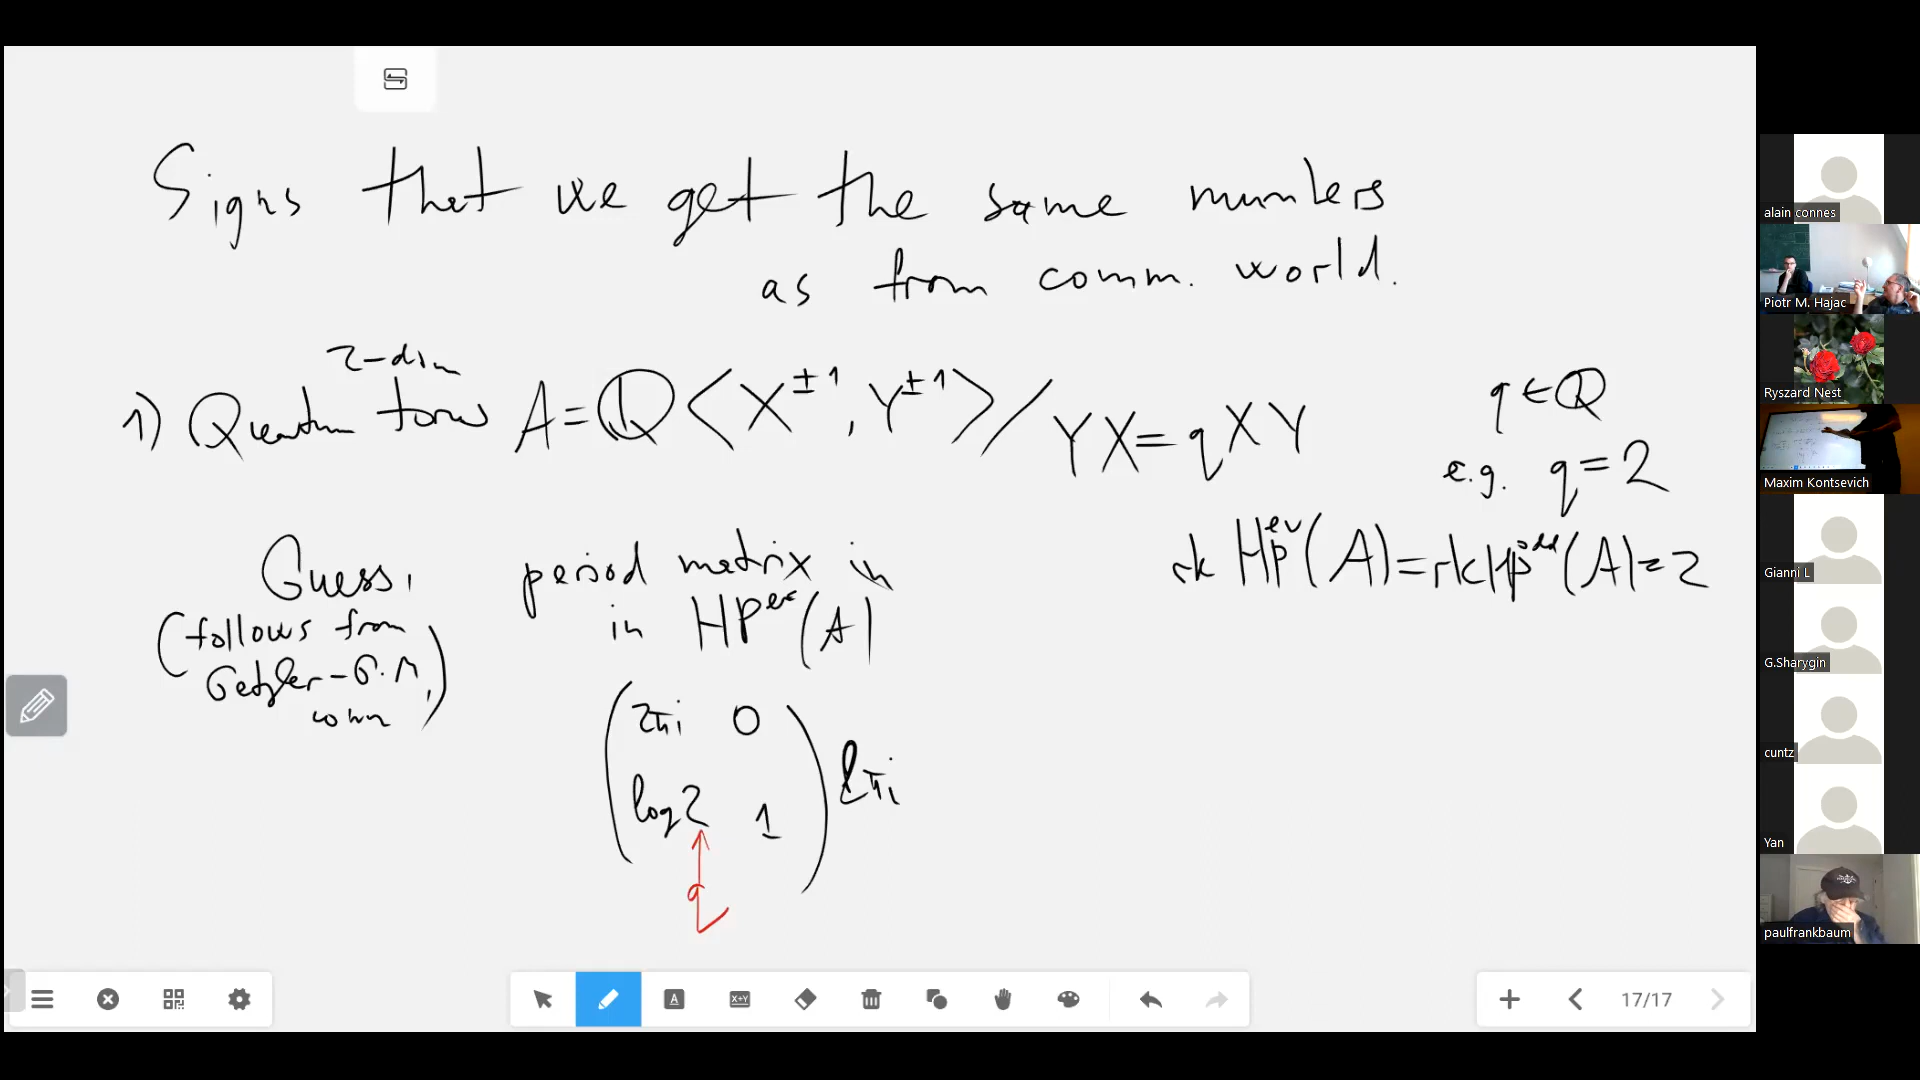 Signs that we get the same numbers
as from comm. world.
2-dim
1) Quantum torus A = ℚ⟨X^{±1}, Y^{±1}⟩ / YX = qXY
q ∈ ℚ
e.g. q = 2
rk HP^{ev}(A) = rk HP^{odd}(A) = 2
Guess, period matrix in
(follows from in HP^{ev}(A)
Getzler - G.M.
conn)
( 2πi 0
log 2 1 ) 2πi
q
17/17
alain connes
Piotr M. Hajac
Ryszard Nest
Maxim Kontsevich
Gianni L
G.Sharygin
cuntz
Yan
paulfrankbaum